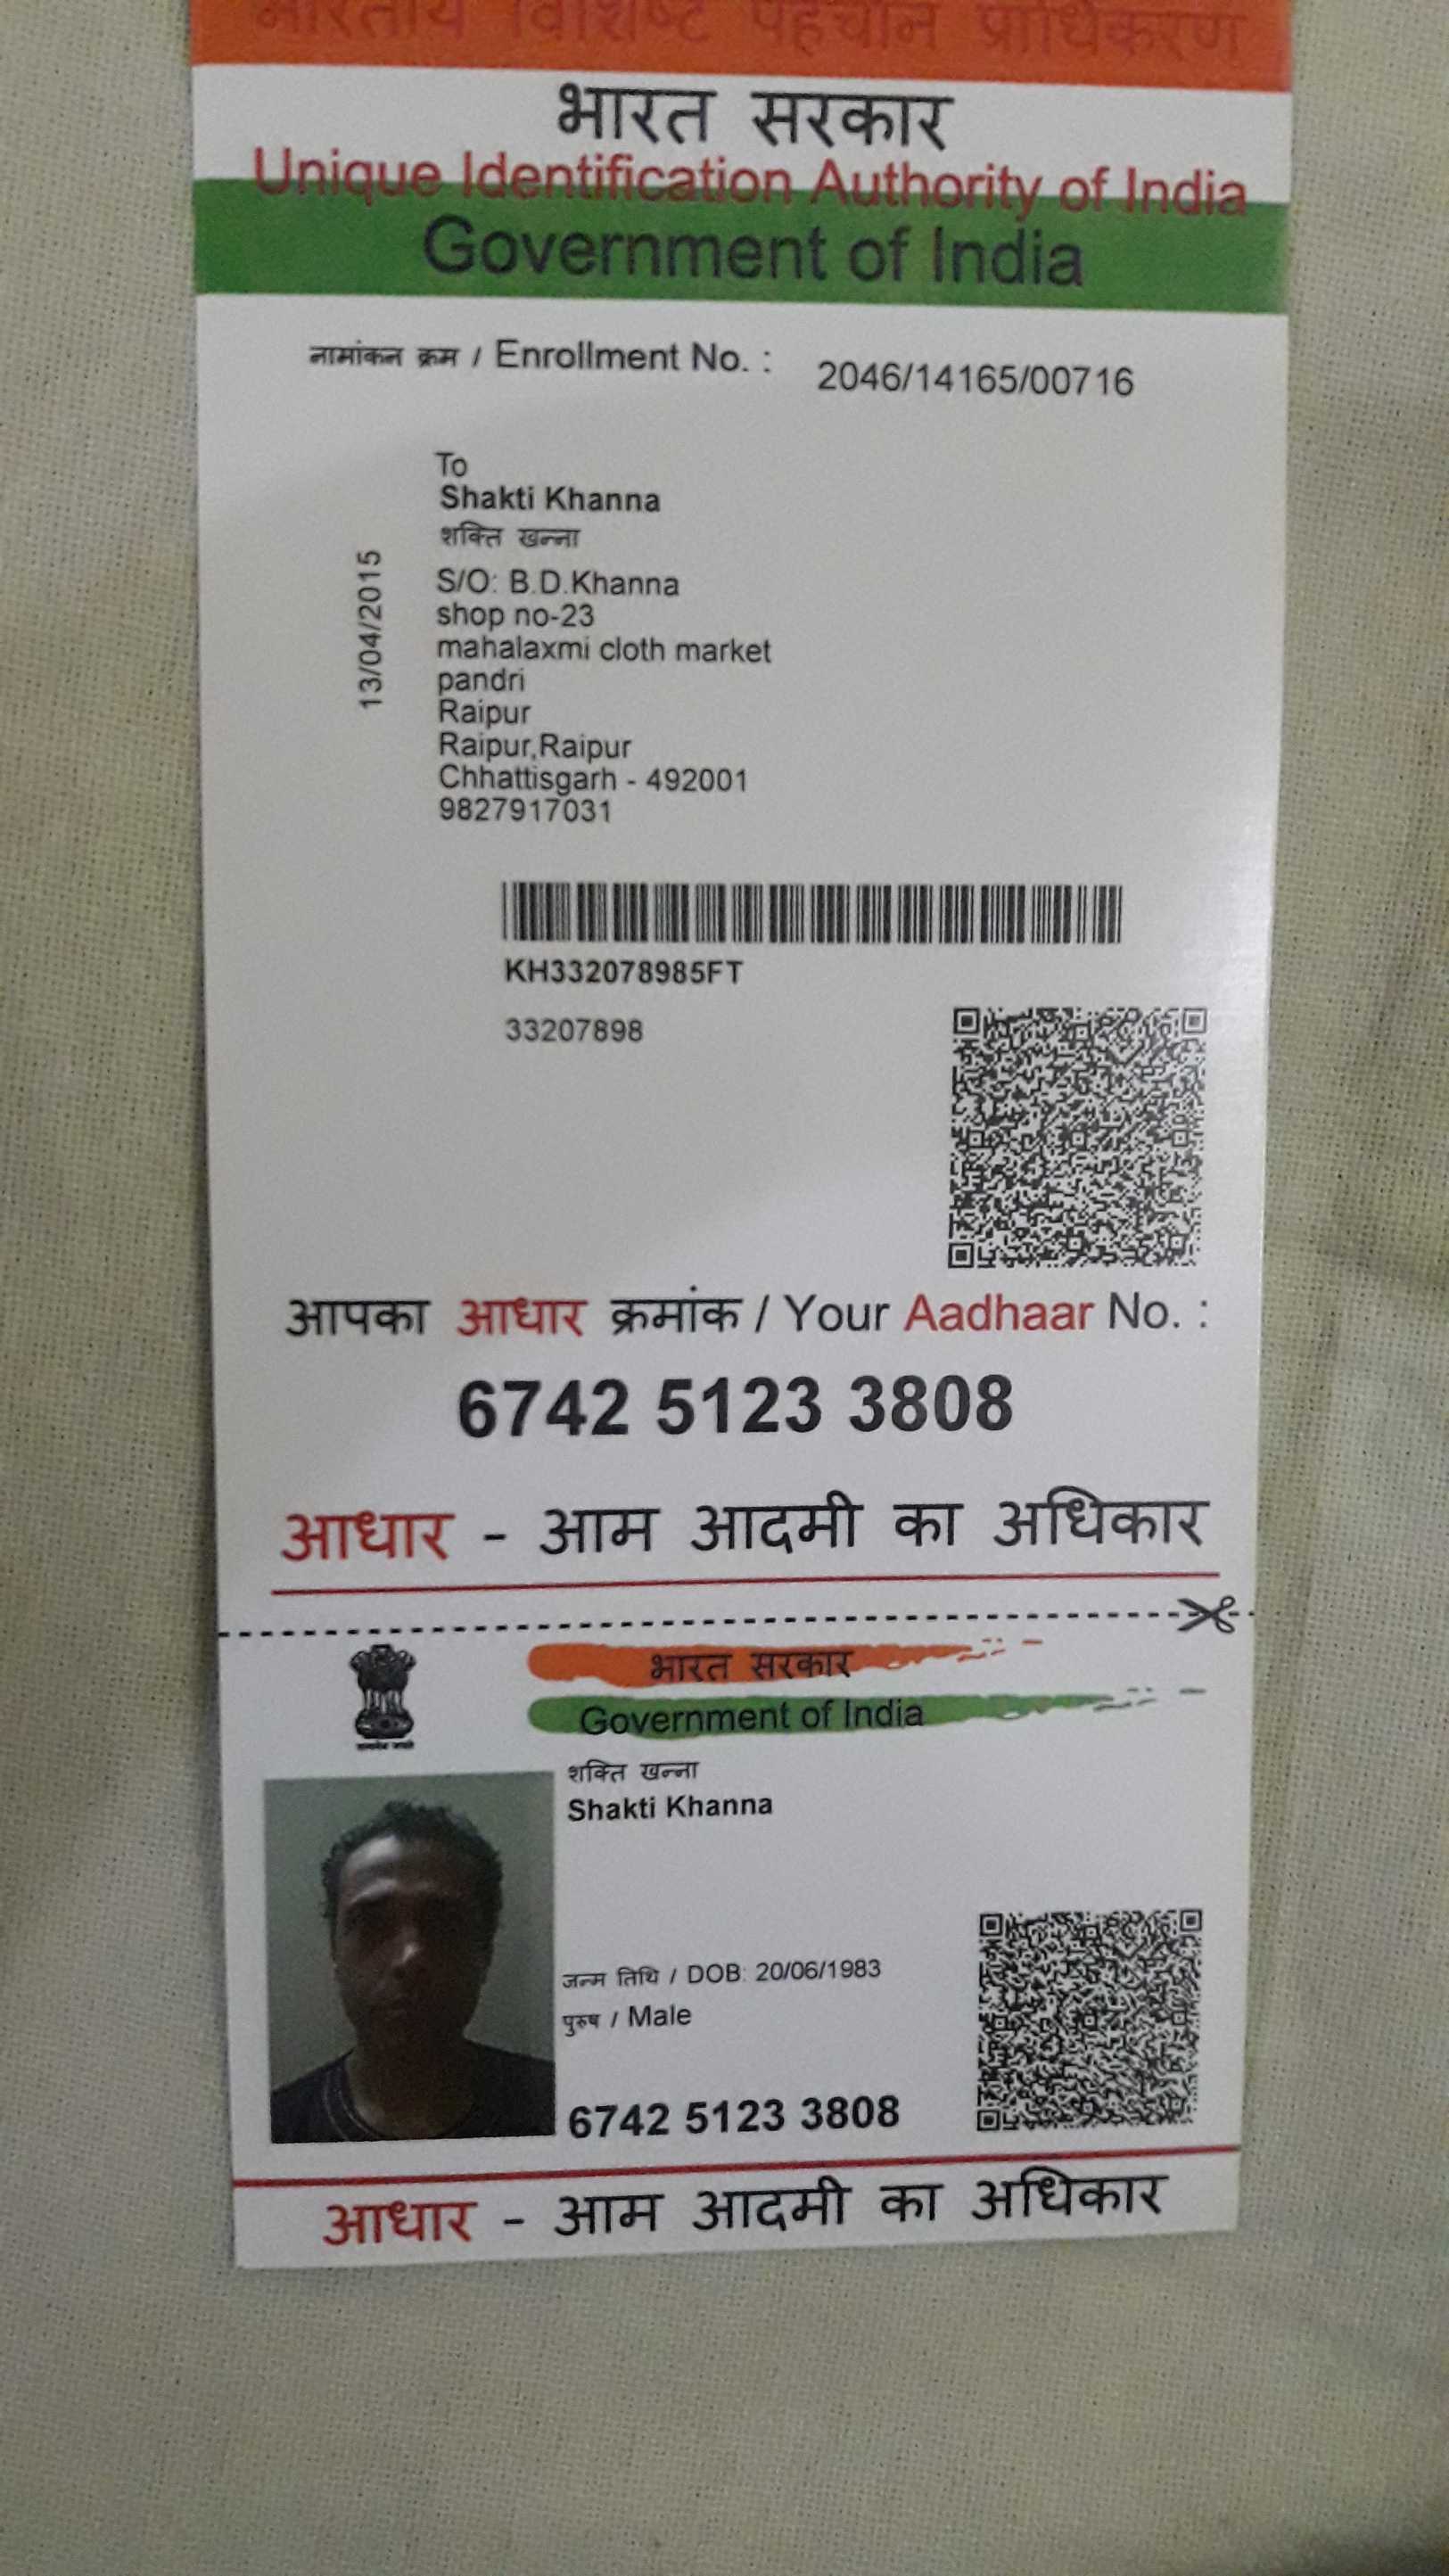 भारतीय विशिष्ट पहचान प्राधिकरण
भारत सरकार
Unique Identification Authority of India
Government of India
नामांकन क्रम / Enrollment No. : 2046/14165/00716
13/04/2015
To
Shakti Khanna
शक्ति खन्ना
S/O: B.D.Khanna
shop no-23
mahalaxmi cloth market
pandri
Raipur
Raipur,Raipur
Chhattisgarh - 492001
9827917031
KH332078985FT
33207898
आपका आधार क्रमांक / Your Aadhaar No. :
6742 5123 3808
आधार - आम आदमी का अधिकार
भारत सरकार
Government of India
शक्ति खन्ना
Shakti Khanna
जन्म तिथि / DOB: 20/06/1983
पुरुष / Male
6742 5123 3808
आधार - आम आदमी का अधिकार